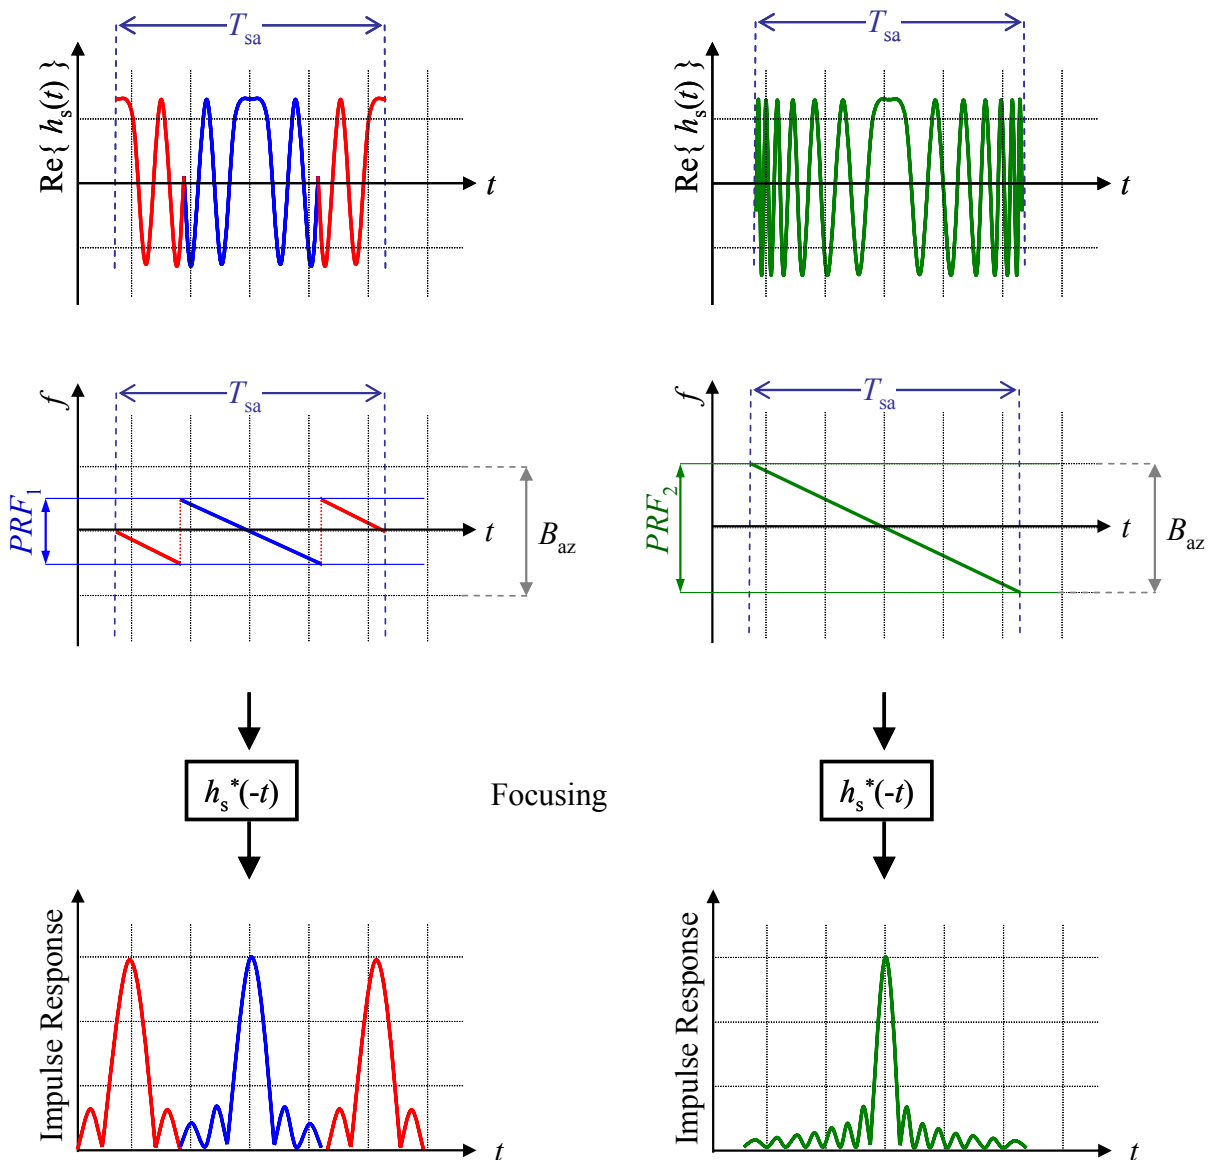 T_sa
T_sa
Re{ h_s(t) }
t
Re{ h_s(t) }
t
f
T_sa
f
T_sa
PRF_1
t
B_az
PRF_2
t
B_az
h_s*(-t)
Focusing
h_s*(-t)
Impulse Response
t
Impulse Response
t